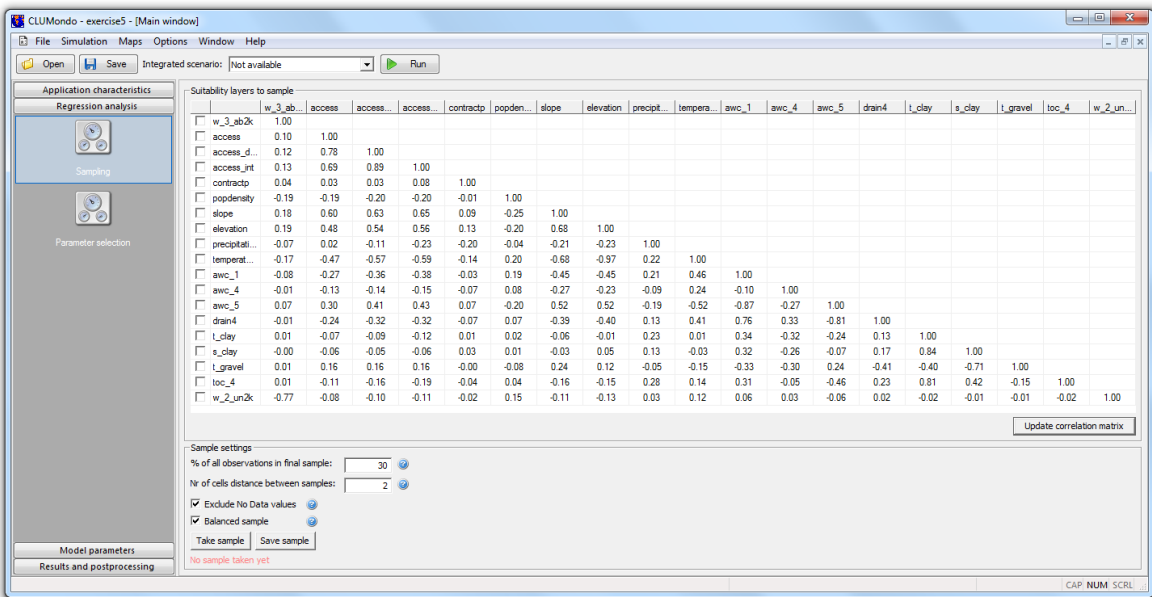 CLUMondo - exercise5 - [Main window]
File Simulation Maps Options Window Help
Open Save Integrated scenario: Not available Run
Application characteristics
Regression analysis
Sampling
Parameter selection
Model parameters
Results and postprocessing
Suitability layers to sample
w_3_ab... access access... access... contractp popden... slope elevation precipit... tempera... awc_1 awc_4 awc_5 drain4 t_clay s_clay t_gravel toc_4 w_2_un...
w_3_ab2k 1.00
access 0.10 1.00
access_d... 0.12 0.78 1.00
access_int 0.13 0.69 0.89 1.00
contractp 0.04 0.03 0.03 0.08 1.00
popdensity -0.19 -0.19 -0.20 -0.20 -0.01 1.00
slope 0.18 0.60 0.63 0.65 0.09 -0.25 1.00
elevation 0.19 0.48 0.54 0.56 0.13 -0.20 0.68 1.00
precipitati... -0.07 0.02 -0.11 -0.23 -0.20 -0.04 -0.21 -0.23 1.00
temperat... -0.17 -0.47 -0.57 -0.59 -0.14 0.20 -0.68 -0.97 0.22 1.00
awc_1 -0.08 -0.27 -0.36 -0.38 -0.03 0.19 -0.45 -0.45 0.21 0.46 1.00
awc_4 -0.01 -0.13 -0.14 -0.15 -0.07 0.08 -0.27 -0.23 -0.09 0.24 -0.10 1.00
awc_5 0.07 0.30 0.41 0.43 0.07 -0.20 0.52 0.52 -0.19 -0.52 -0.87 -0.27 1.00
drain4 -0.01 -0.24 -0.32 -0.32 -0.07 0.07 -0.39 -0.40 0.13 0.41 0.76 0.33 -0.81 1.00
t_clay 0.01 -0.07 -0.09 -0.12 0.01 0.02 -0.06 -0.01 0.23 0.01 0.34 -0.32 -0.24 0.13 1.00
s_clay -0.00 -0.06 -0.05 -0.06 0.03 0.01 -0.03 0.05 0.13 -0.03 0.32 -0.26 -0.07 0.17 0.84 1.00
t_gravel 0.01 0.16 0.16 0.16 -0.00 -0.08 0.24 0.12 -0.05 -0.15 -0.33 -0.30 0.24 -0.41 -0.40 -0.71 1.00
toc_4 0.01 -0.11 -0.16 -0.19 -0.04 0.04 -0.16 -0.15 0.28 0.14 0.31 -0.05 -0.46 0.23 0.81 0.42 -0.15 1.00
w_2_un2k -0.77 -0.08 -0.10 -0.11 -0.02 0.15 -0.11 -0.13 0.03 0.12 0.06 0.03 -0.06 0.02 -0.02 -0.01 -0.01 -0.02 1.00
Update correlation matrix
Sample settings
% of all observations in final sample: 30
Nr of cells distance between samples: 2
Exclude No Data values
Balanced sample
Take sample Save sample
No sample taken yet
CAP NUM SCRL